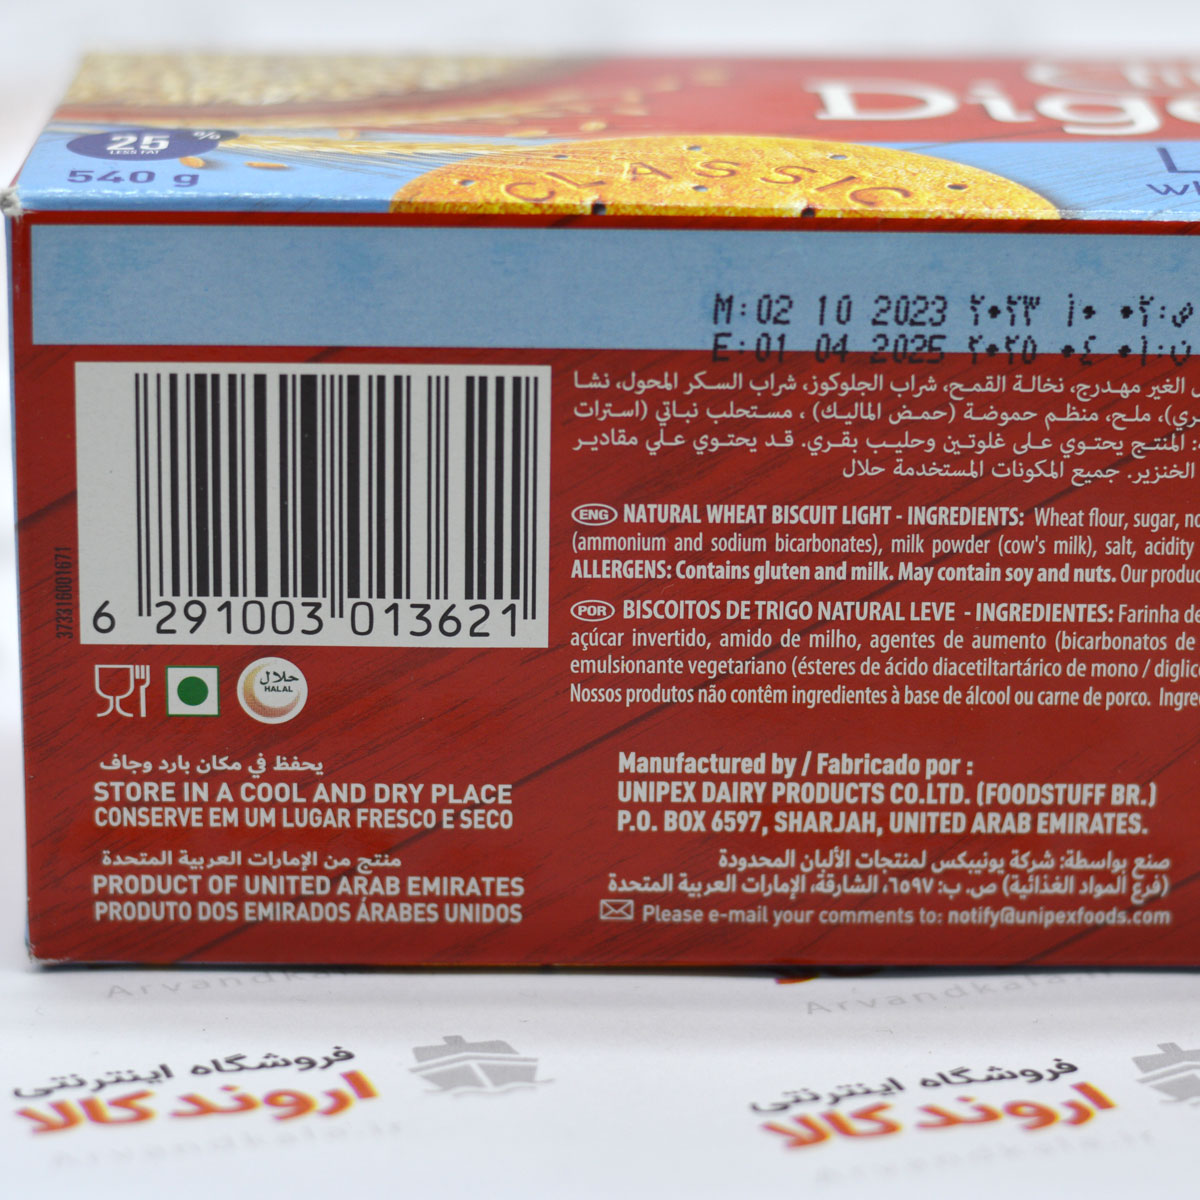 Dige
25%
LESS FAT
540 g
CLASSIC
M: 02 10 2023 ٢٠٢٣ ١٠ ٠٢:ص
E: 01 04 2025 ٢٠٢٥ ٠٤ ٠١:ن
الغير مهدرج، نخالة القمح، شراب الجلوكوز، شراب السكر المحول، نشا
ملح، منظم حموضة (حمض الماليك) ، مستحلب نباتي (استرات
المنتج يحتوي على غلوتين وحليب بقري. قد يحتوي علي مقادير
الخنزير. جميع المكونات المستخدمة حلال
ENG NATURAL WHEAT BISCUIT LIGHT - INGREDIENTS: Wheat flour, sugar,
(ammonium and sodium bicarbonates), milk powder (cow's milk), salt, acidity
ALLERGENS: Contains gluten and milk. May contain soy and nuts. Our
POR BISCOITOS DE TRIGO NATURAL LEVE - INGREDIENTES: Farinha de
açúcar invertido, amido de milho, agentes de aumento (bicarbonatos de
emulsionante vegetariano (ésteres de ácido diacetiltartárico de mono /
Nossos produtos não contêm ingredientes à base de álcool ou carne de porco.
373316001671
6 291003 013621
حلال
HALAL
يحفظ في مكان بارد وجاف
STORE IN A COOL AND DRY PLACE
CONSERVE EM UM LUGAR FRESCO E SECO
منتج من الإمارات العربية المتحدة
PRODUCT OF UNITED ARAB EMIRATES
PRODUTO DOS EMIRADOS ÁRABES UNIDOS
Manufactured by / Fabricado por :
UNIPEX DAIRY PRODUCTS CO.LTD. (FOODSTUFF BR.)
P.O. BOX 6597, SHARJAH, UNITED ARAB EMIRATES.
صنع بواسطة: شركة يونيبكس لمنتجات الألبان المحدودة
(فرع المواد الغذائية) ص. ب: ٦٥٩٧، الشارقة، الإمارات العربية المتحدة
Please e-mail your comments to: notify@unipexfoods.com
Arvandkala
Arvandkala.ir
فروشگاه اینترنتی
اروند کالا
Arvandkala.ir
فروشگاه اینترنتی
اروند کالا
Arvandkala.ir